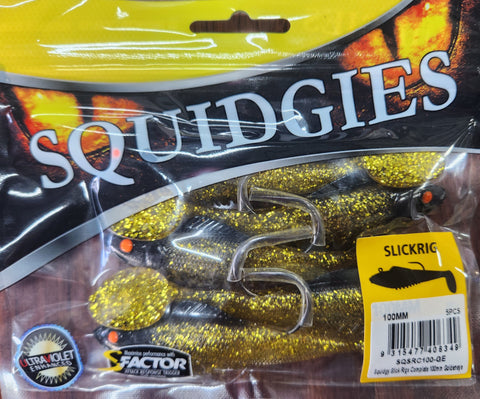 SQUIDGIES
SLICKRIG
100MM 5PCS
9 315477 408349
SQSRC100-GE
Squidgy Slick Rigs Complete 100mm Goldeneye
ULTRAVIOLET
ENHANCED
Maximise performance with
S FACTOR
ATTACK RESPONSE TRIGGER